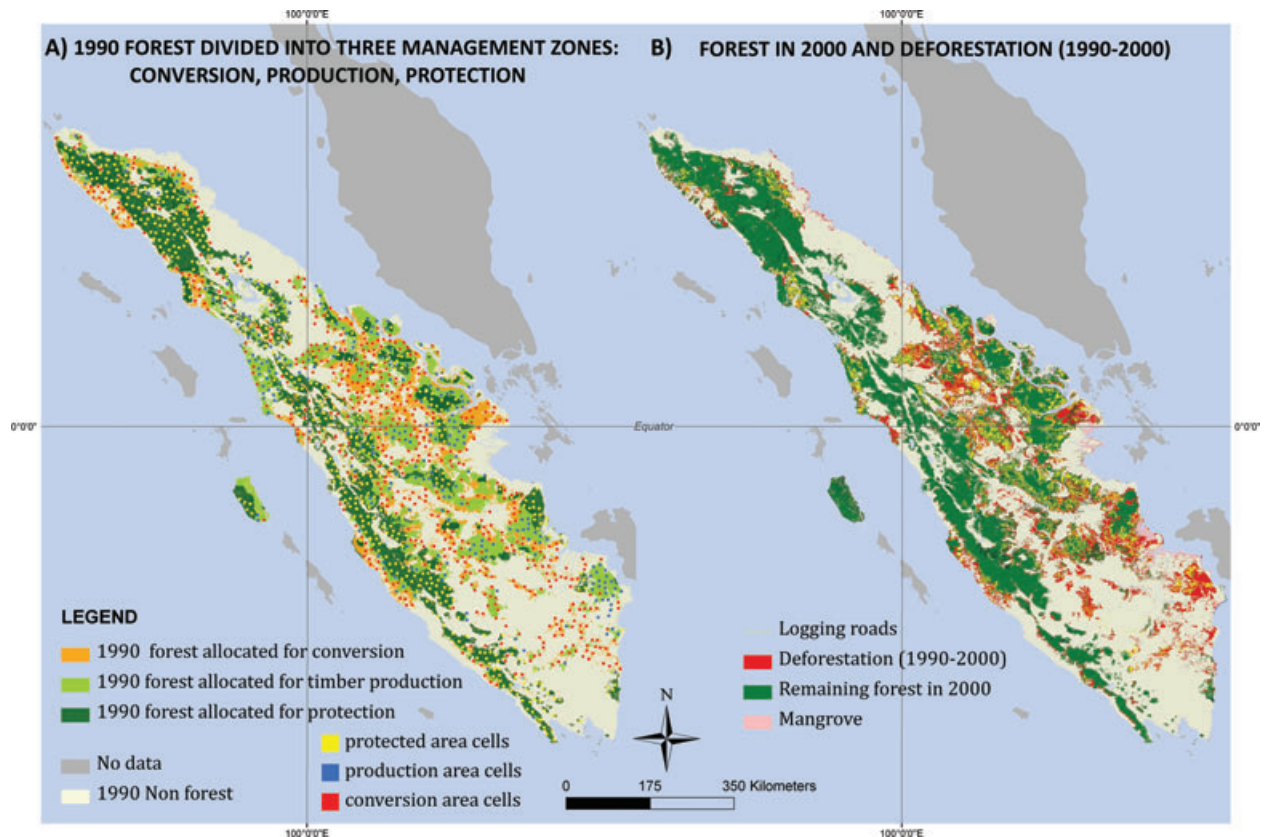 100°0'0"E
100°0'0"E
A) 1990 FOREST DIVIDED INTO THREE MANAGEMENT ZONES:
CONVERSION, PRODUCTION, PROTECTION
B) FOREST IN 2000 AND DEFORESTATION (1990-2000)
0°0'0"
Equator
0°0'0"
LEGEND
1990 forest allocated for conversion
1990 forest allocated for timber production
1990 forest allocated for protection
No data
1990 Non forest
protected area cells
production area cells
conversion area cells
N
0 175 350 Kilometers
Logging roads
Deforestation (1990-2000)
Remaining forest in 2000
Mangrove
100°0'0"E
100°0'0"E